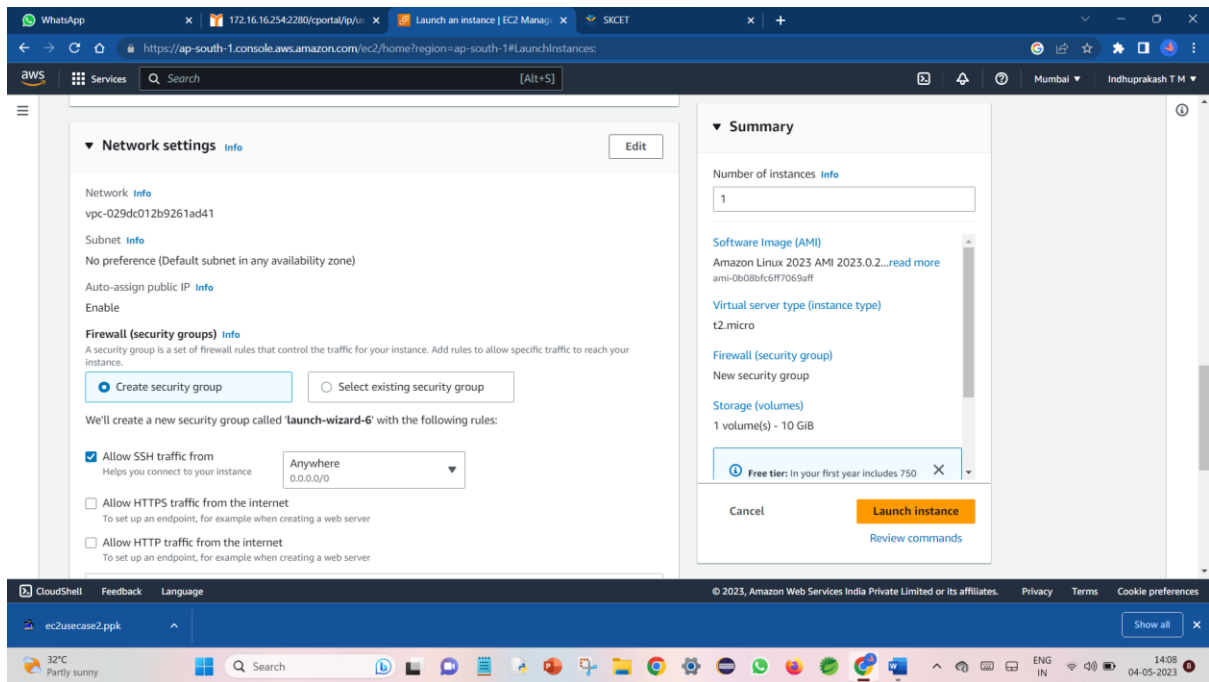 WhatsApp
172.16.16.254:2280/cportal/ip/us
Launch an instance | EC2 Manage
SKCET
https://ap-south-1.console.aws.amazon.com/ec2/home?region=ap-south-1#LaunchInstances:
aws
Services
Search
[Alt+S]
Mumbai
Indhuprakash T M
Network settings Info
Edit
Network Info
vpc-029dc012b9261ad41
Subnet Info
No preference (Default subnet in any availability zone)
Auto-assign public IP Info
Enable
Firewall (security groups) Info
A security group is a set of firewall rules that control the traffic for your instance. Add rules to allow specific traffic to reach your
instance.
Create security group
Select existing security group
We'll create a new security group called 'launch-wizard-6' with the following rules:
Allow SSH traffic from
Helps you connect to your instance
Anywhere
0.0.0.0/0
Allow HTTPS traffic from the internet
To set up an endpoint, for example when creating a web server
Allow HTTP traffic from the internet
To set up an endpoint, for example when creating a web server
Summary
Number of instances Info
1
Software Image (AMI)
Amazon Linux 2023 AMI 2023.0.2...read more
ami-0b08bfc6ff7069aff
Virtual server type (instance type)
t2.micro
Firewall (security group)
New security group
Storage (volumes)
1 volume(s) - 10 GiB
Free tier: In your first year includes 750
Cancel
Launch instance
Review commands
CloudShell
Feedback
Language
© 2023, Amazon Web Services India Private Limited or its affiliates.
Privacy
Terms
Cookie preferences
ec2usecase2.ppk
Show all
32°C
Partly sunny
Search
ENG
IN
14:08
04-05-2023
8